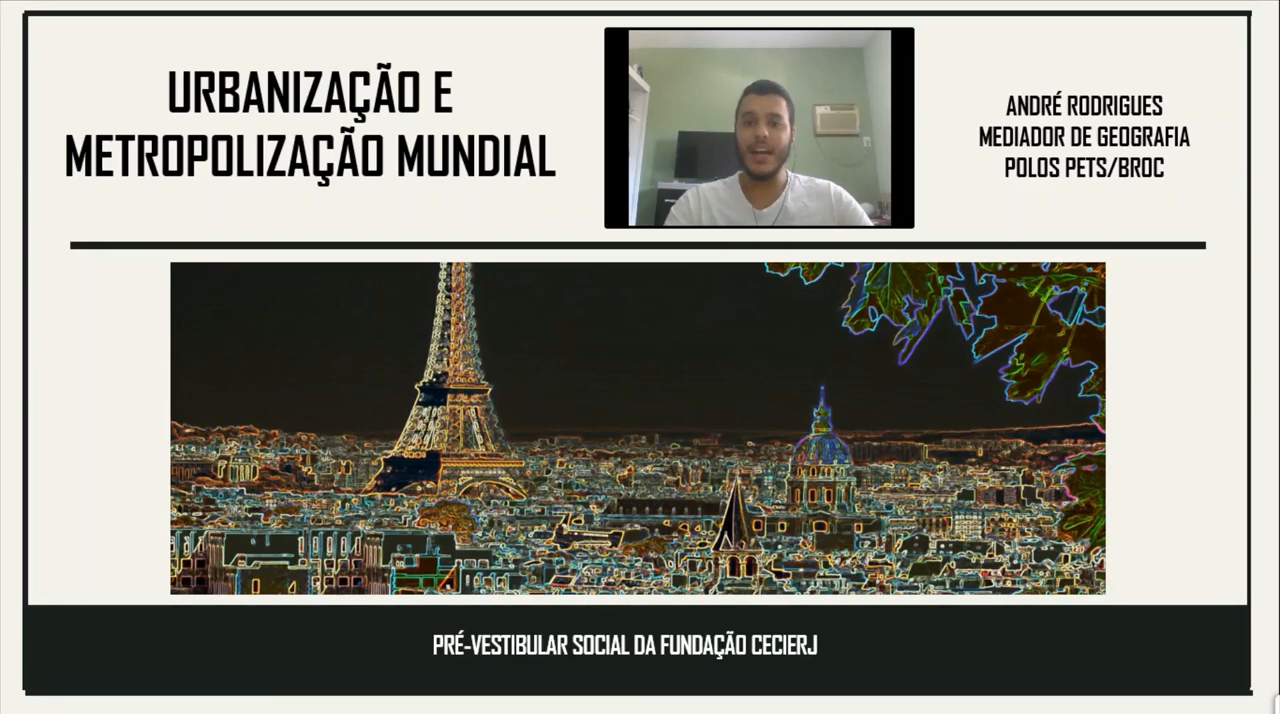 URBANIZAÇÃO E
METROPOLIZAÇÃO MUNDIAL
ANDRÉ RODRIGUES
MEDIADOR DE GEOGRAFIA
POLOS PETS/BROC
PRÉ-VESTIBULAR SOCIAL DA FUNDAÇÃO CECIERJ